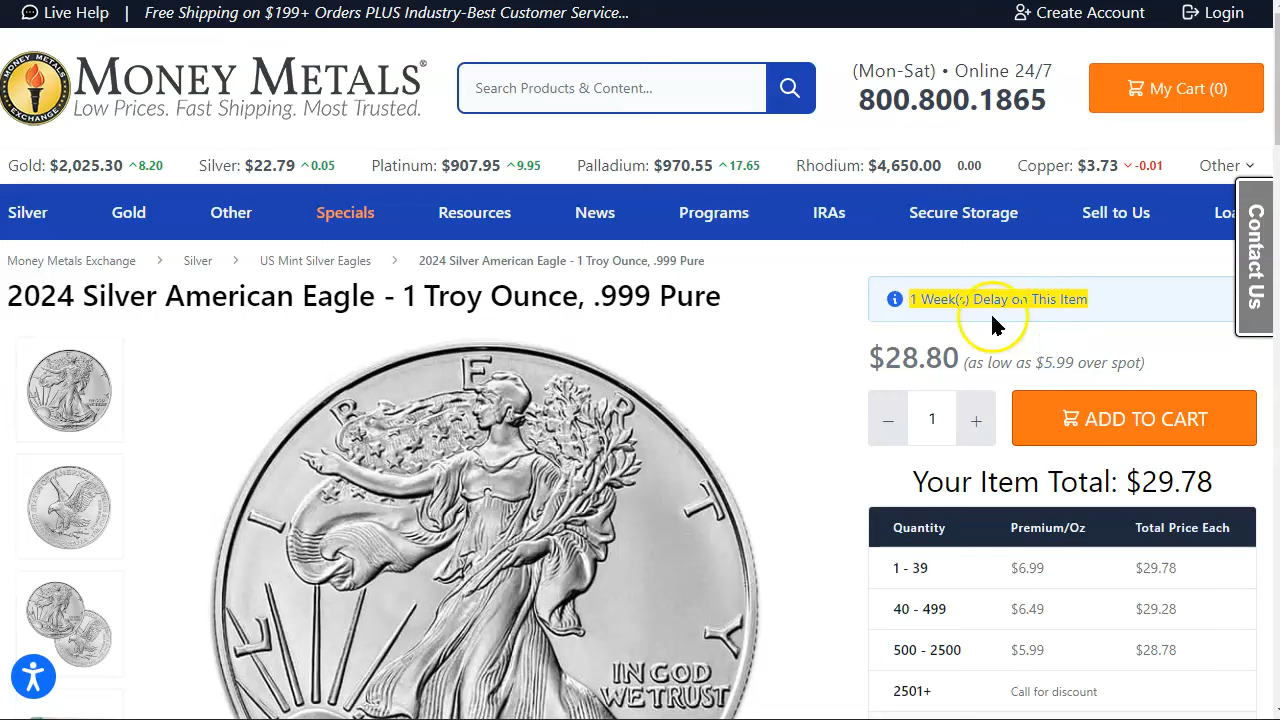 Live Help | Free Shipping on $199+ Orders PLUS Industry-Best Customer Service... Create Account Login
MONEY METALS®
EXCHANGE
Low Prices. Fast Shipping. Most Trusted.
Search Products & Content...
(Mon-Sat) • Online 24/7
800.800.1865
My Cart (0)
Gold: $2,025.30 8.20 Silver: $22.79 0.05 Platinum: $907.95 9.95 Palladium: $970.55 17.65 Rhodium: $4,650.00 0.00 Copper: $3.73 -0.01 Other
Silver Gold Other Specials Resources News Programs IRAs Secure Storage Sell to Us Loa
Contact Us
Money Metals Exchange > Silver > US Mint Silver Eagles > 2024 Silver American Eagle - 1 Troy Ounce, .999 Pure
2024 Silver American Eagle - 1 Troy Ounce, .999 Pure
1 Week(s) Delay on This Item
$28.80 (as low as $5.99 over spot)
− 1 + ADD TO CART
Your Item Total: $29.78
Quantity Premium/Oz Total Price Each
1 - 39 $6.99 $29.78
40 - 499 $6.49 $29.28
500 - 2500 $5.99 $28.78
2501+ Call for discount
LIBERTY
IN GOD
WE TRUST